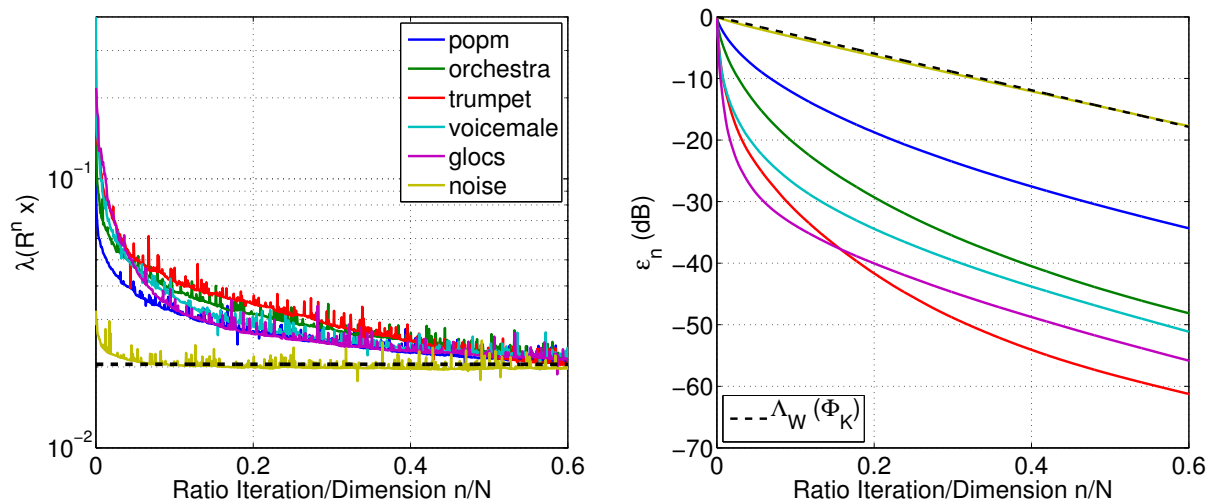 popm
orchestra
trumpet
voicemale
glocs
noise
10⁻¹
10⁻²
λ(Rⁿ x)
0
0.2
0.4
0.6
Ratio Iteration/Dimension n/N
0
−10
−20
−30
−40
−50
−60
−70
ε_n (dB)
Λ_W (Φ_K)
0
0.2
0.4
0.6
Ratio Iteration/Dimension n/N